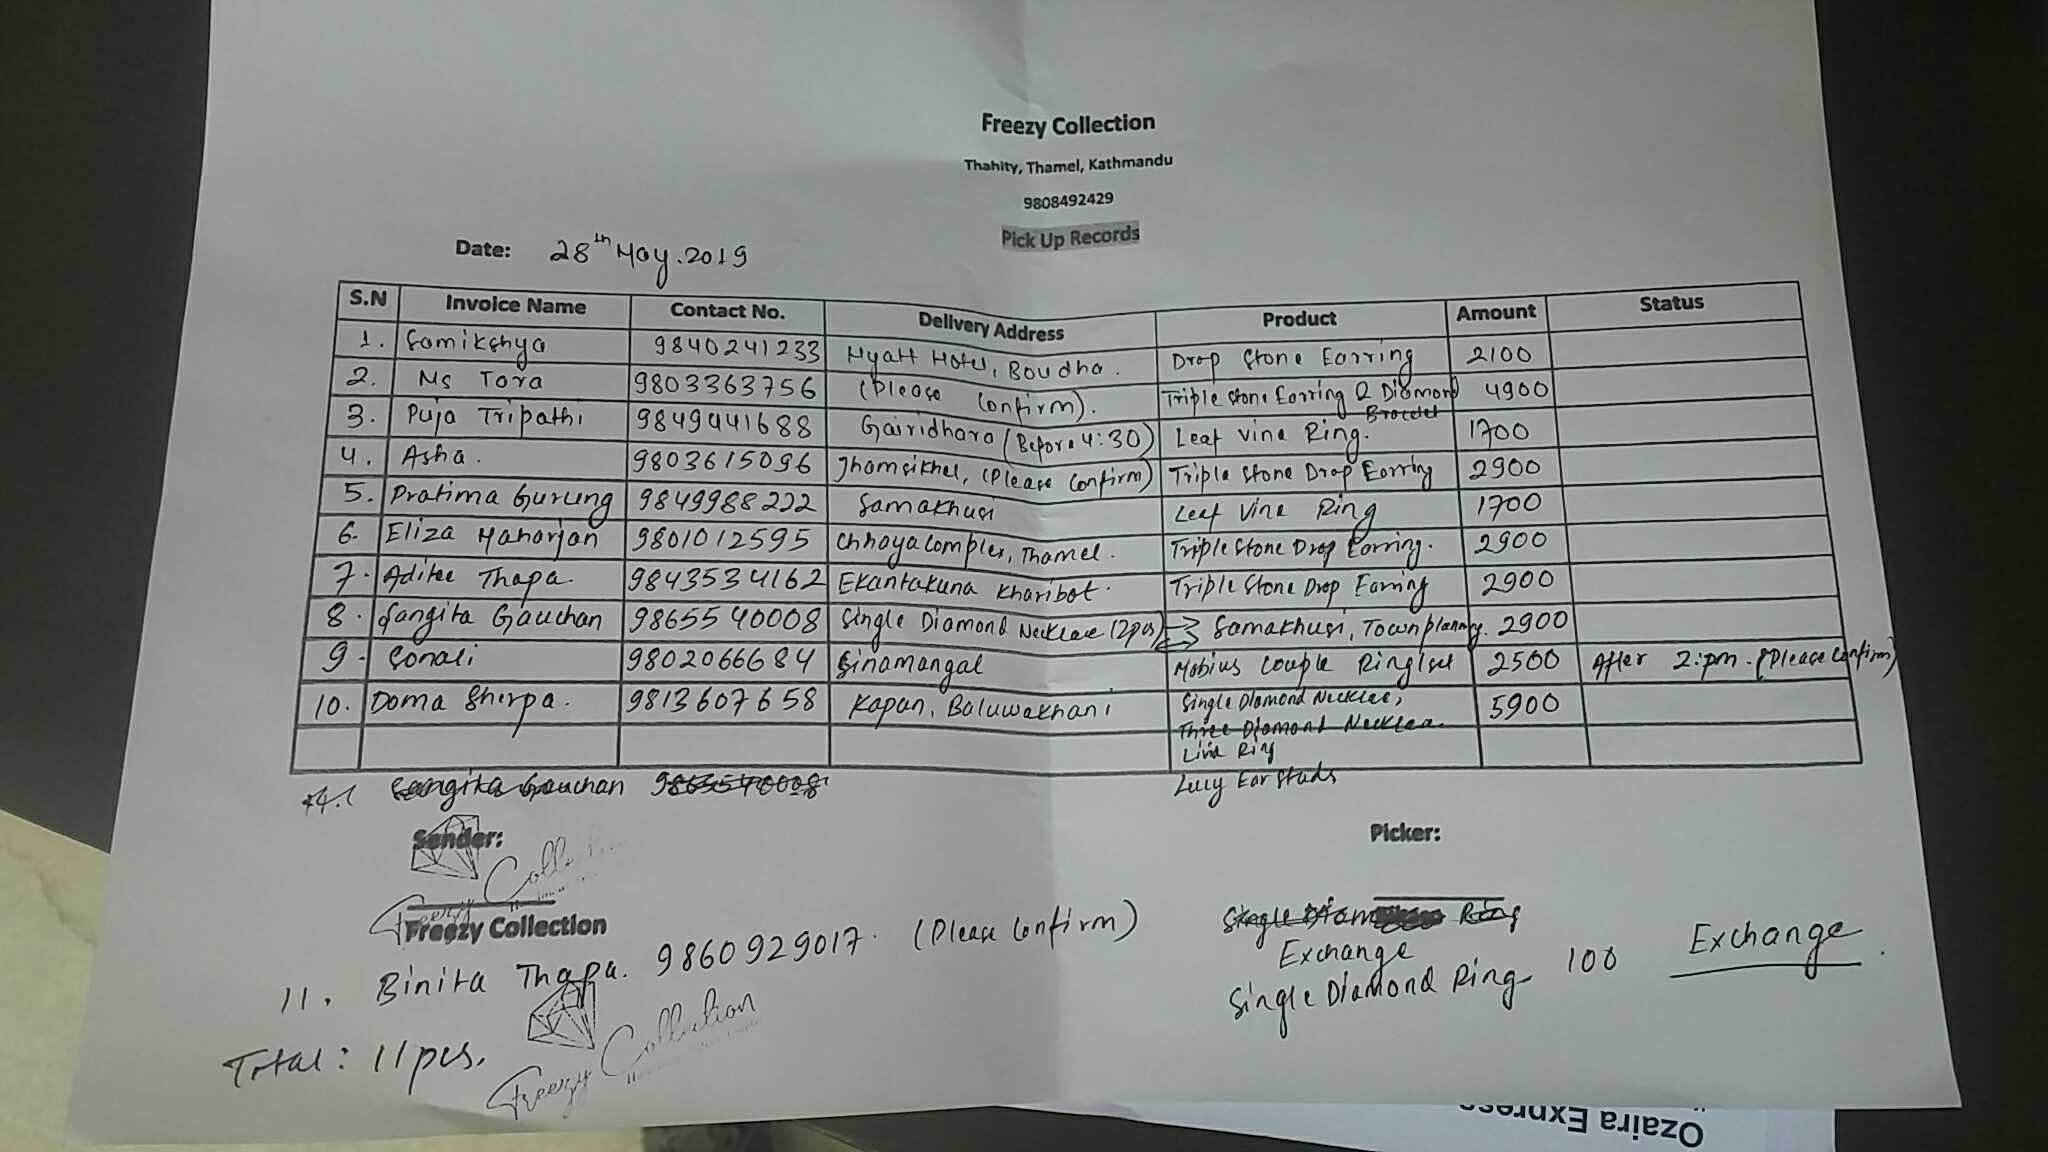 Freezy Collection
Thahity, Thamel, Kathmandu
9808492429
Pick Up Records
Date: 28th May. 2019
S.N Invoice Name Contact No. Delivery Address Product Amount Status
1. Samikshya 9840241233 Hyatt Hotel, Boudha. Drop Stone Earring 2100
2. Ms Tara 9803363756 (Please Confirm). Triple Stone Earring & Diamond Bracelet 4900
3. Puja Tripathi 9849441688 Gairidhara (Before 4:30) Leaf Vine Ring. 1700
4. Asha. 9803615096 Jhamsikhel, (Please Confirm) Triple Stone Drop Earring 2900
5. Pratima Gurung 9849988222 Samakhusi Leaf Vine Ring 1700
6. Eliza Maharjan 9801012595 Chhaya Complex, Thamel. Triple Stone Drop Earring. 2900
7. Aditee Thapa 9843534162 Ekantakuna Kharibot. Triple Stone Drop Earring 2900
8. Sangita Gauchan 9865540008 Single Diamond Necklace (2pcs) Samakhusi, Town planning. 2900
9. Sonali 9802066684 Sinamangal Mobius Couple Ring 1set 2500 After 2:pm. (Please Confirm)
10. Doma Sherpa. 9813607658 Kapan, Baluwakhani Single Diamond Necklace, 5900
Three Diamond Necklace
Livia Ring
Lucy Ear Studs
Sangita Gauchan 9865540008
Sender: Picker:
Freezy Collection
Freezy Collection
Single Ring
Exchange
11. Binita Thapa. 9860929017. (Please Confirm) Single Diamond Ring 100 Exchange.
Total: 11pcs.
Freezy Collection
Ozaira Express